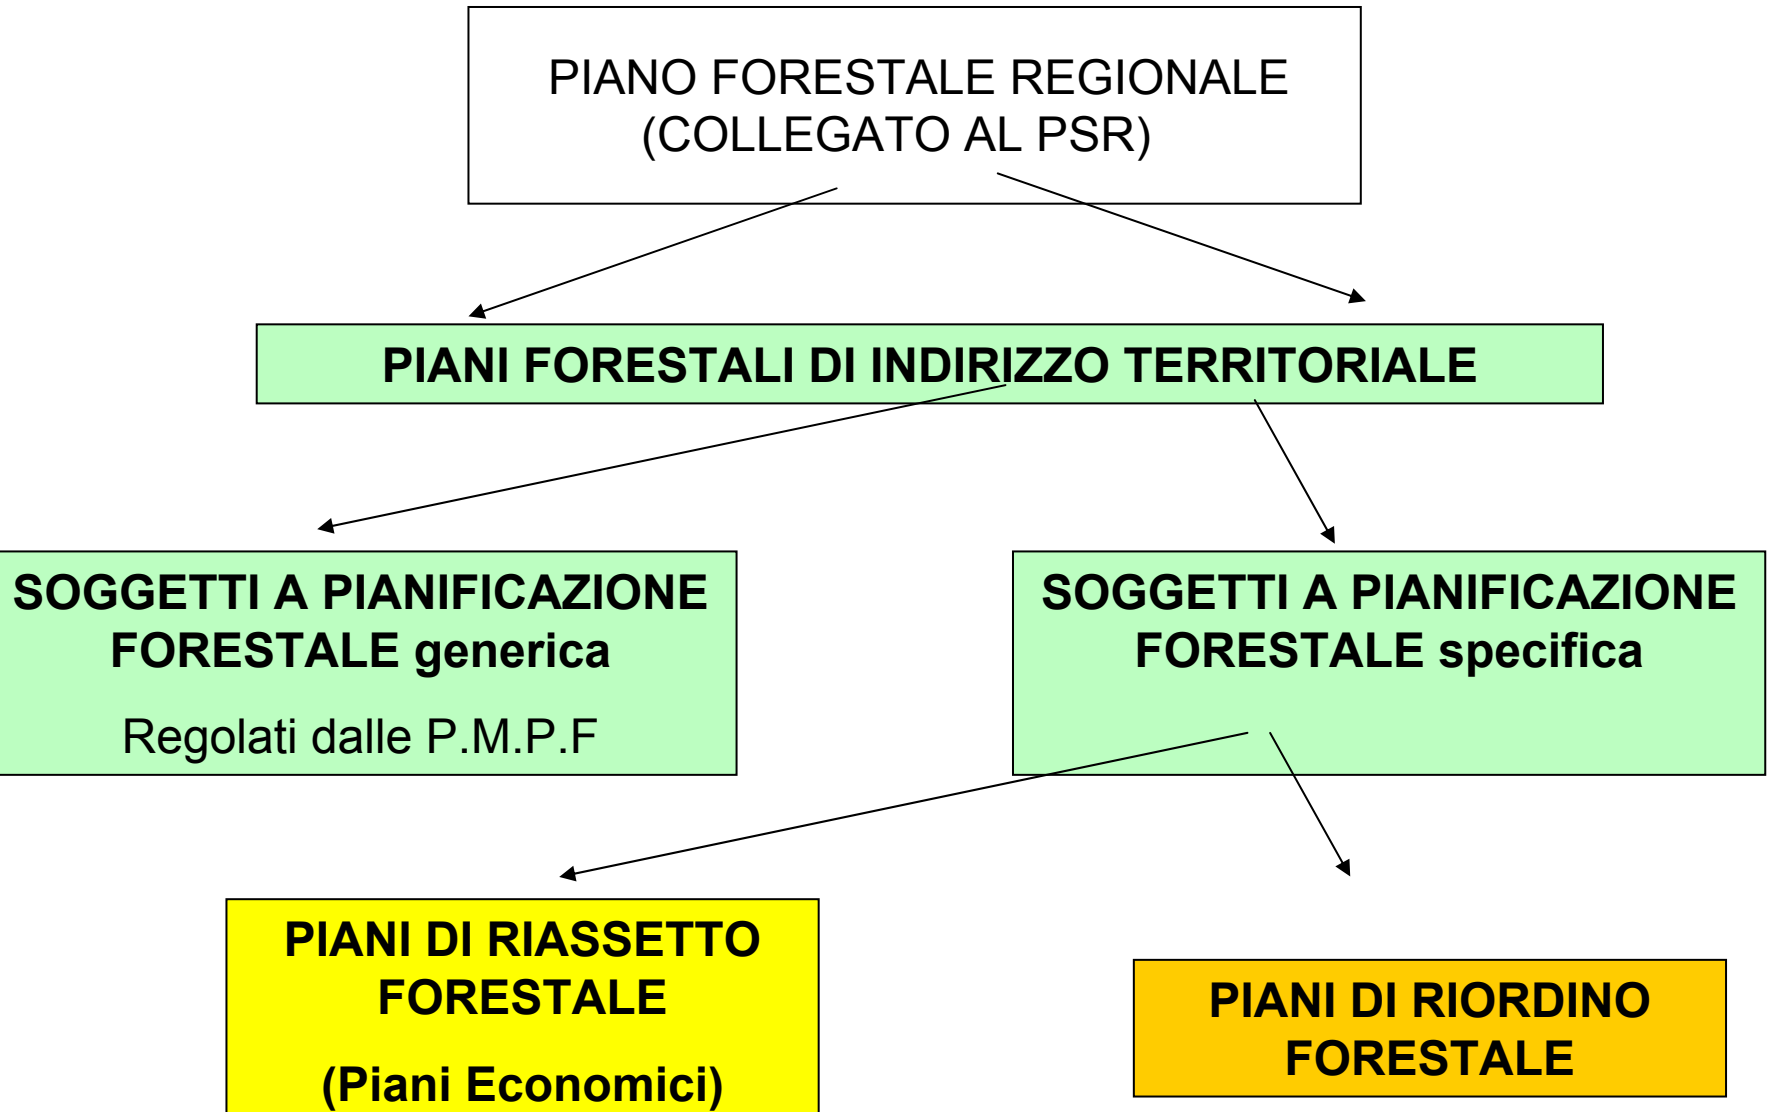 PIANO FORESTALE REGIONALE
(COLLEGATO AL PSR)
PIANI FORESTALI DI INDIRIZZO TERRITORIALE
SOGGETTI A PIANIFICAZIONE
FORESTALE generica
Regolati dalle P.M.P.F
SOGGETTI A PIANIFICAZIONE
FORESTALE specifica
PIANI DI RIASSETTO
FORESTALE
(Piani Economici)
PIANI DI RIORDINO
FORESTALE